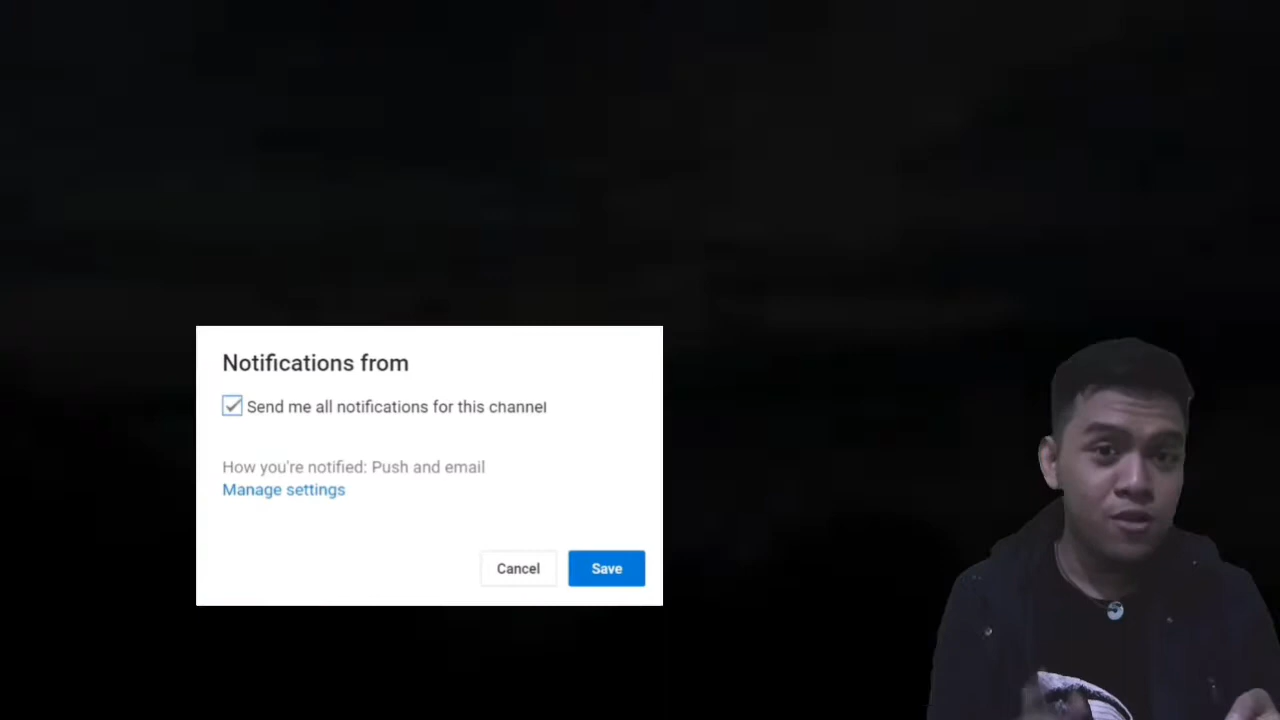 Notifications from
Send me all notifications for this channel
How you're notified: Push and email
Manage settings
Cancel
Save